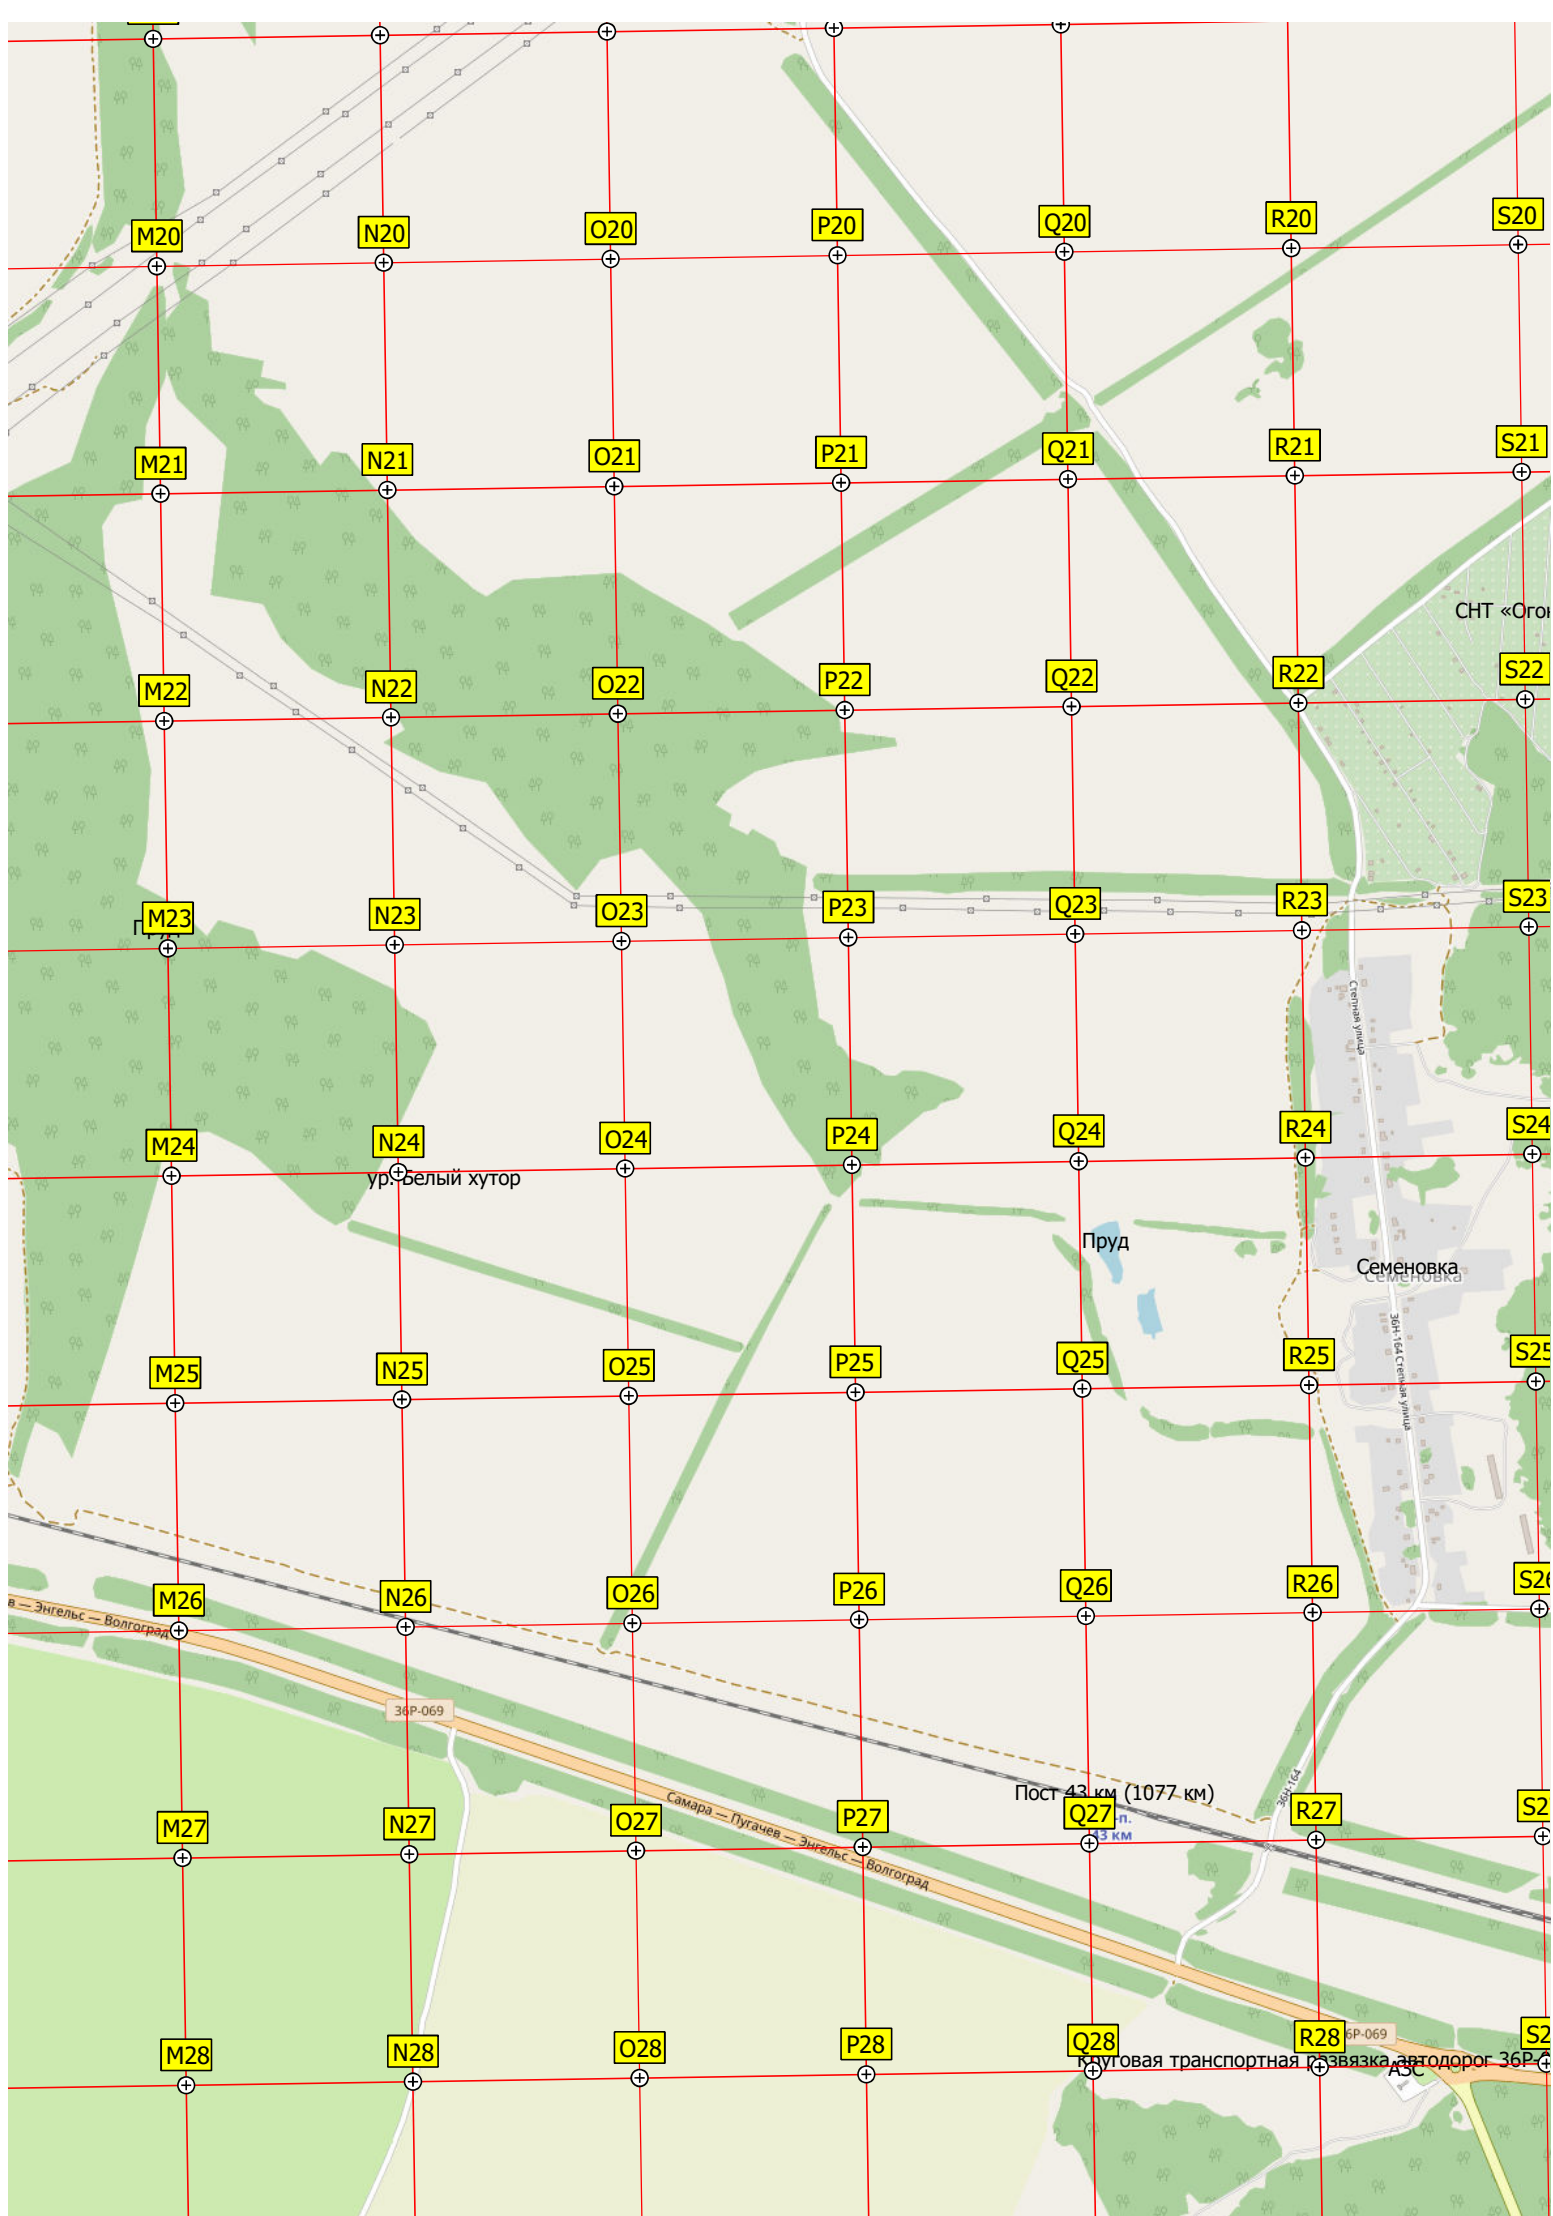 M20 N20 O20 P20 Q20 R20 S20
M21 N21 O21 P21 Q21 R21 S21
СНТ «Огон
M22 N22 O22 P22 Q22 R22 S22
M23 N23 O23 P23 Q23 R23 S23
Степная улица
M24 N24 O24 P24 Q24 R24 S24
ур. Белый хутор
Пруд
Семеновка
Семеновка
36Н-164 Степная улица
M25 N25 O25 P25 Q25 R25 S25
M26 N26 O26 P26 Q26 R26 S26
в — Энгельс — Волгоград
36Р-069
36Н-164
Пост 43 км (1077 км)
43 км
Самара — Пугачев — Энгельс — Волгоград
M27 N27 O27 P27 Q27 R27 S2
M28 N28 O28 P28 Q28 R28 S2
6Р-069
Круговая транспортная развязка автодорог 36Р-
АЗС